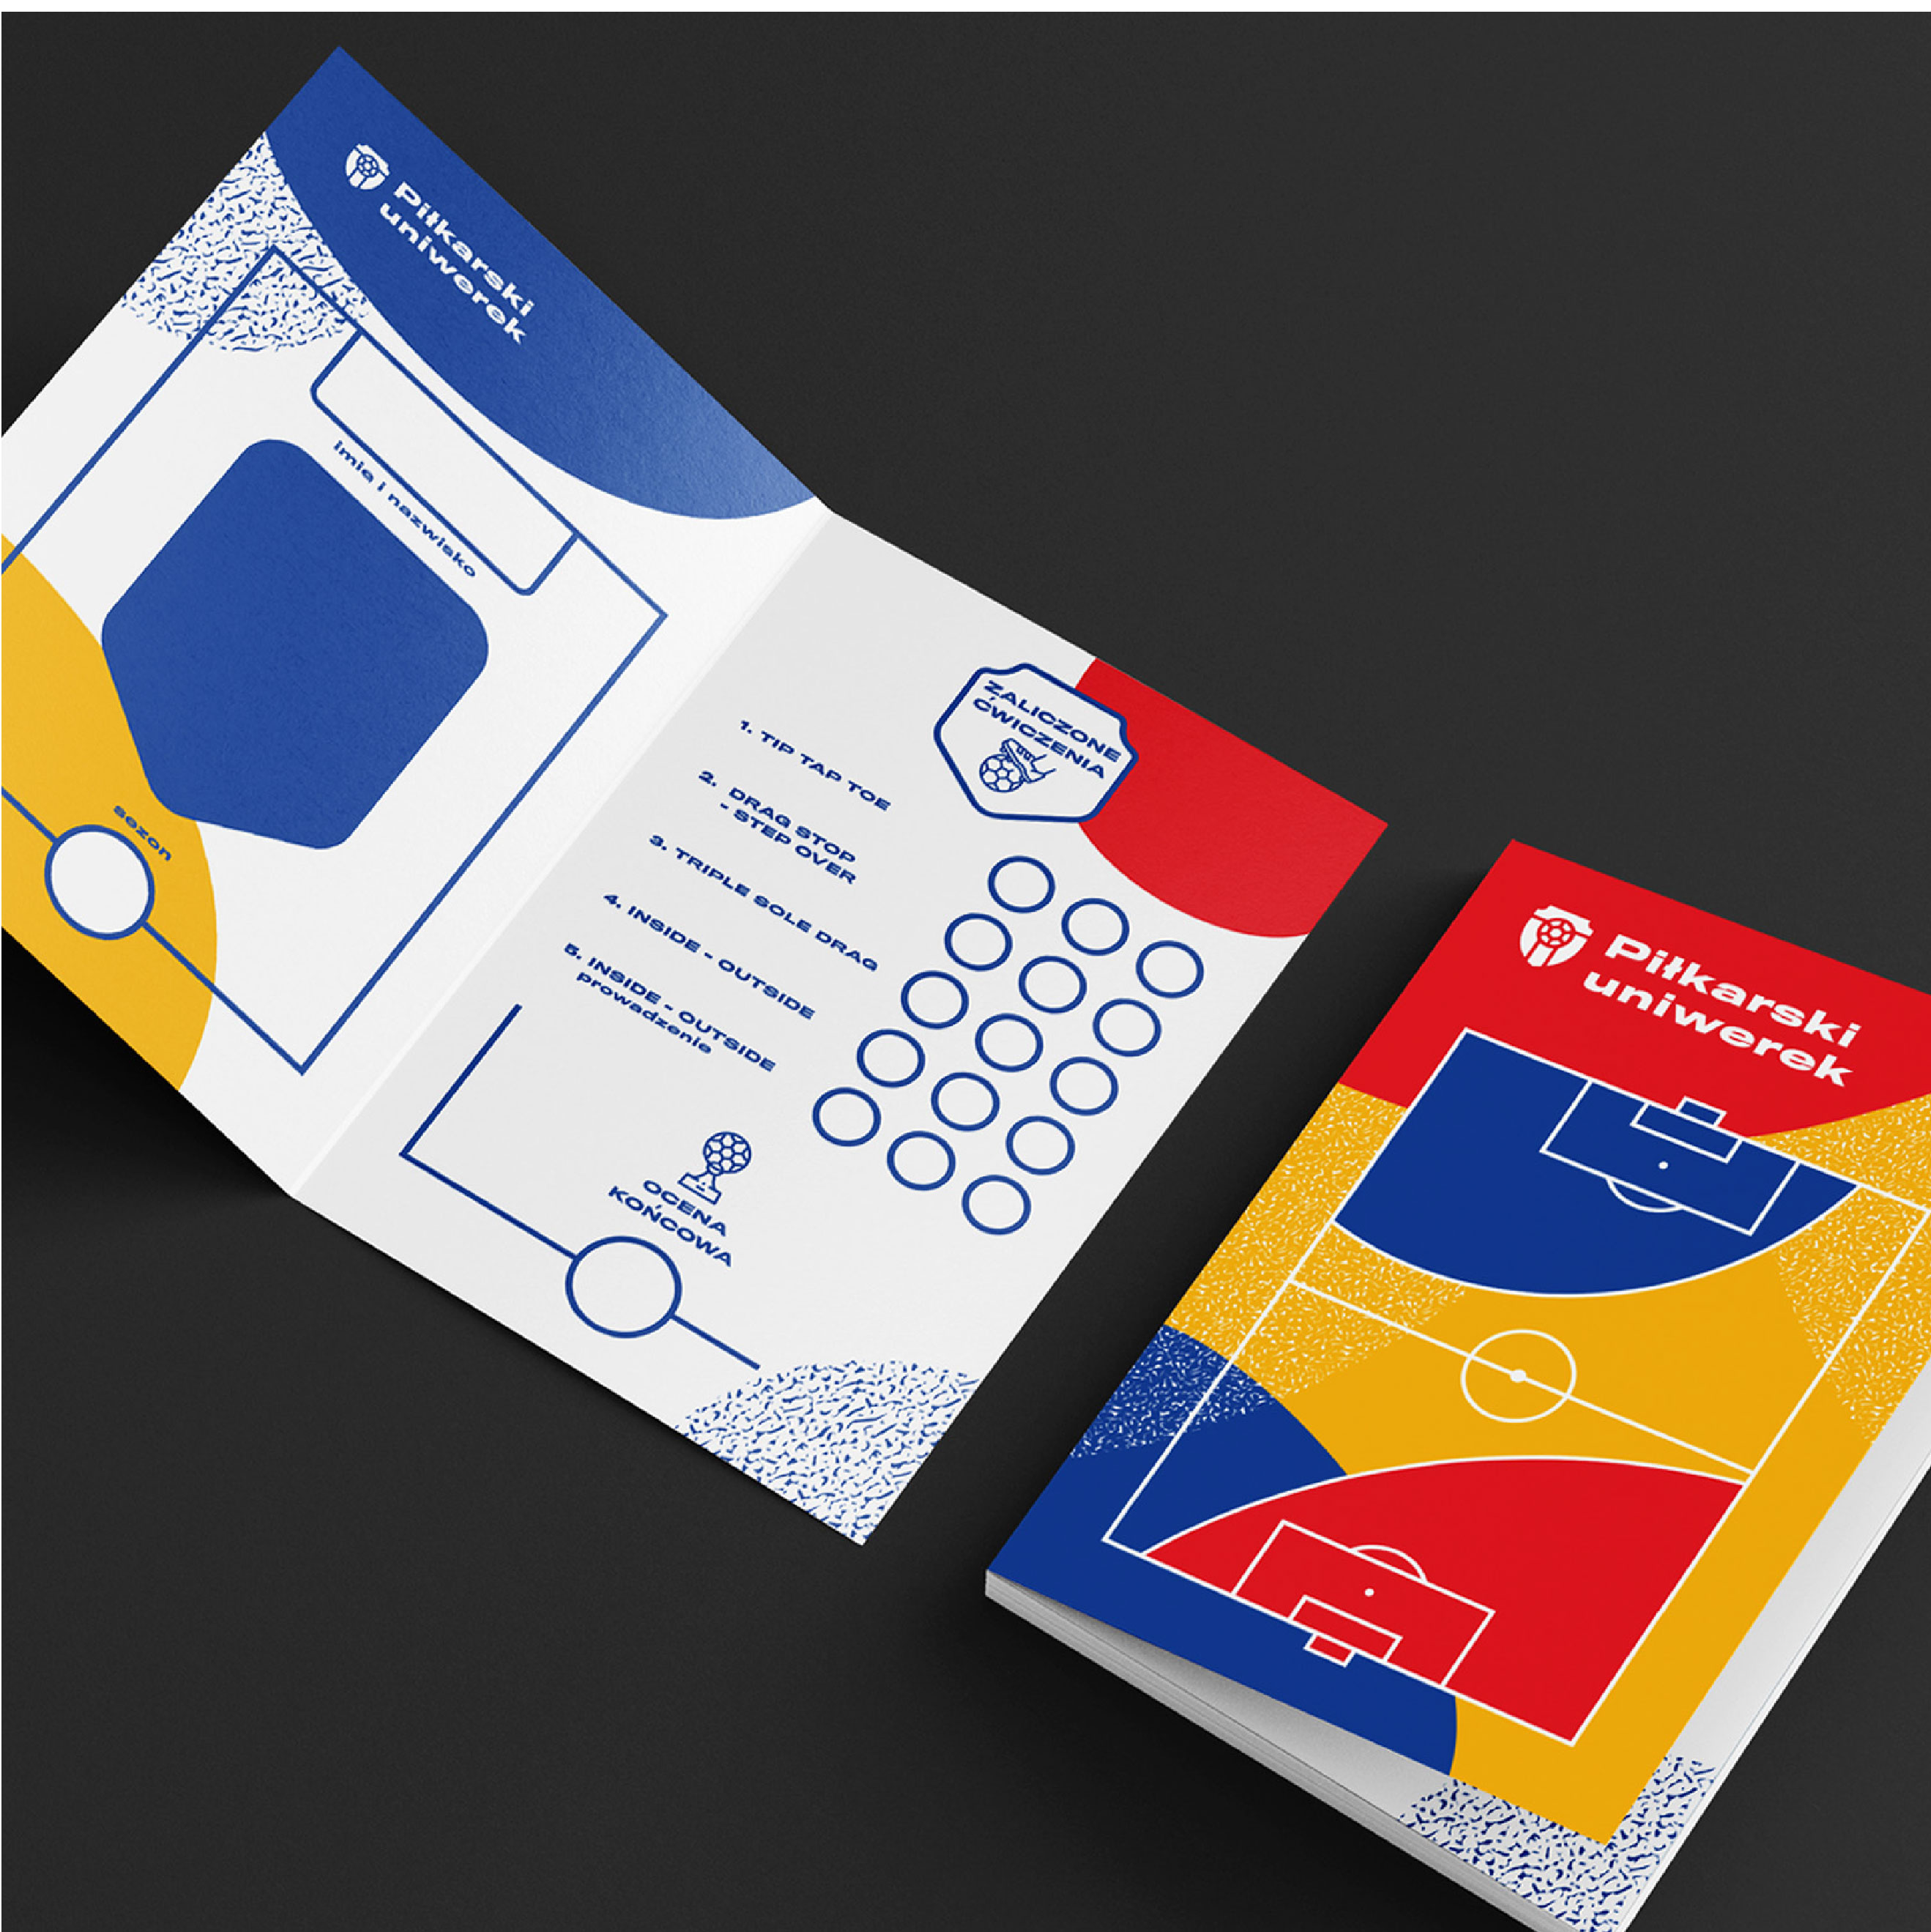 Piłkarski
uniwerek
imię i nazwisko
sezon
ZALICZONE
ĆWICZENIA
1. TIP TAP TOE
2. DRAG STOP
- STEP OVER
3. TRIPLE SOLE DRAG
4. INSIDE - OUTSIDE
5. INSIDE - OUTSIDE
prowadzenie
OCENA
KOŃCOWA
Piłkarski
uniwerek